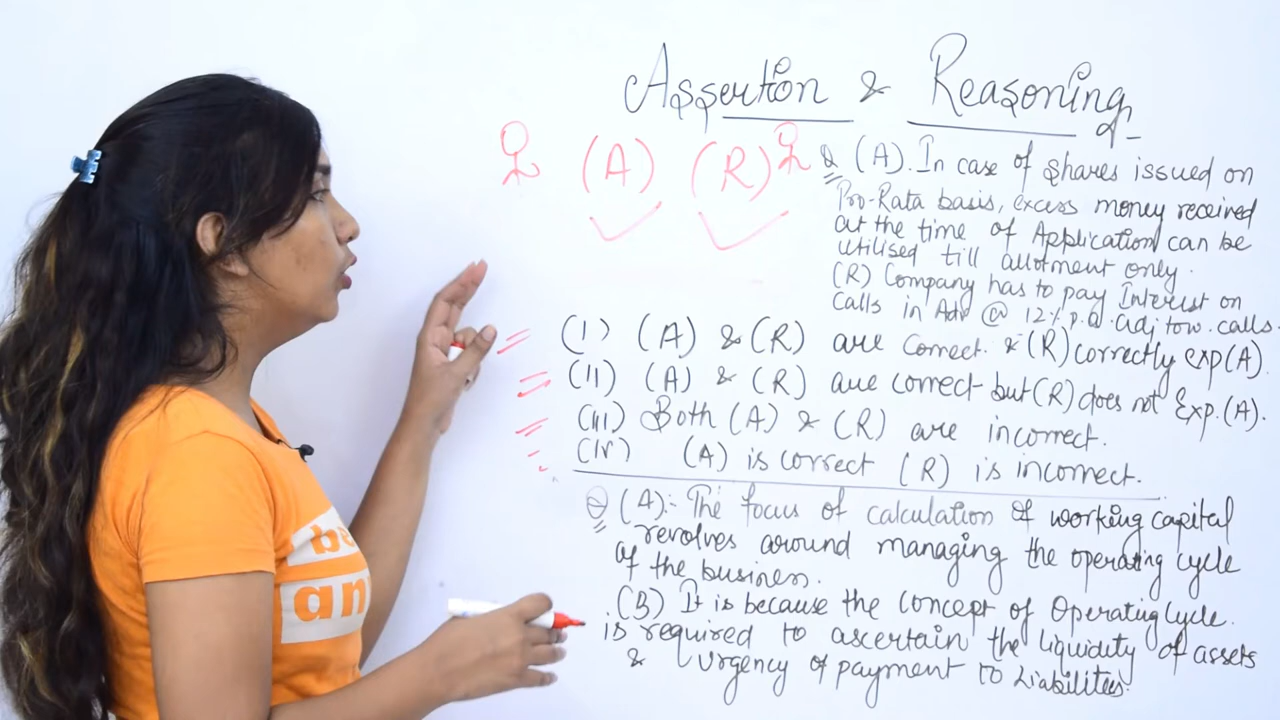 Assertion & Reasoning
(A) (R)
Q (A). In case of shares issued on
Pro-Rata basis, excess money received
at the time of Application can be
utilised till allotment only.
(R) Company has to pay Interest on
calls in Adv @ 12%.p.a. adj tow. calls.
(I) (A) & (R) are correct. & (R) correctly exp(A).
(II) (A) & (R) are correct but (R) does not Exp.(A).
(III) Both (A) & (R) are incorrect.
(IV) (A) is correct (R) is incorrect.
Q (A):- The focus of calculation of working capital
revolves around managing the operating cycle
of the business.
(B) It is because the concept of Operating Cycle.
is required to ascertain the liquidity of assets
& Urgency of payment to Liabilities.
be
an